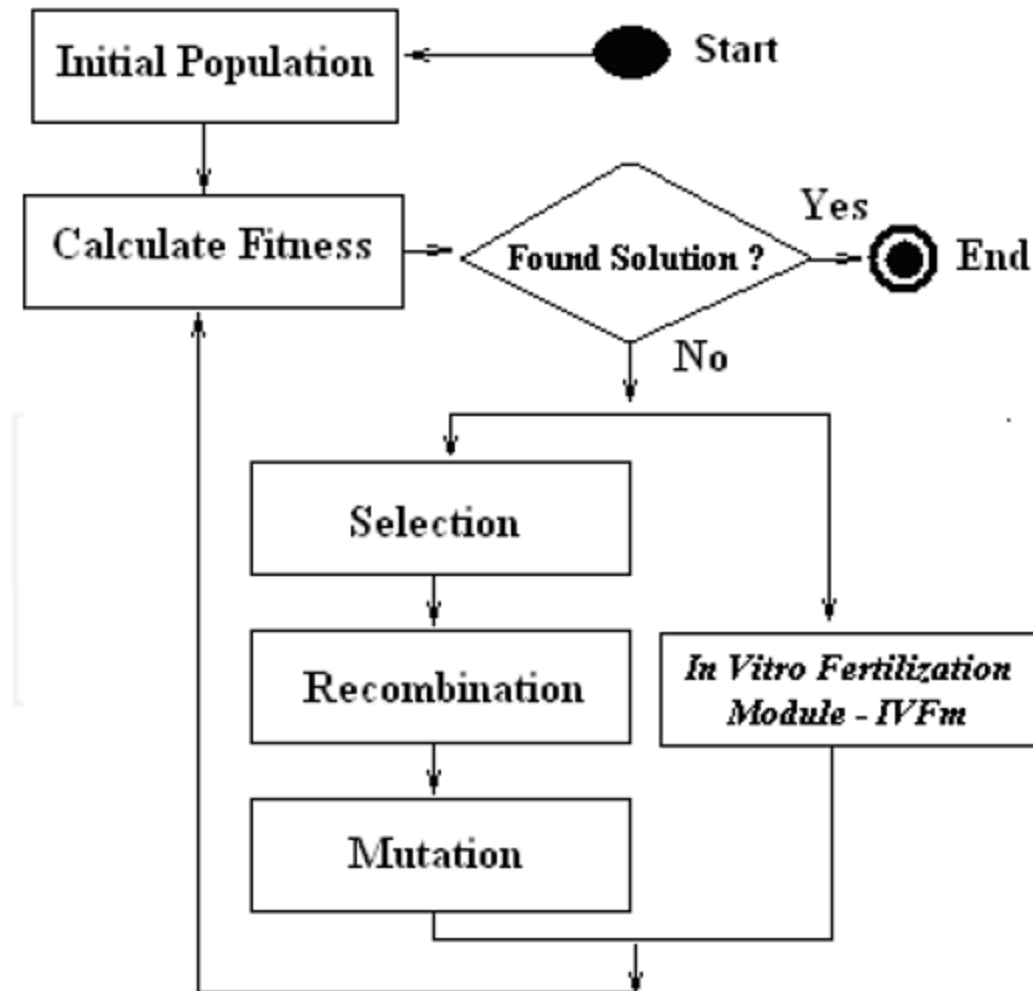 Start
Initial Population
Calculate Fitness
Found Solution ?
Yes
End
No
Selection
Recombination
In Vitro Fertilization
Module - IVFm
Mutation